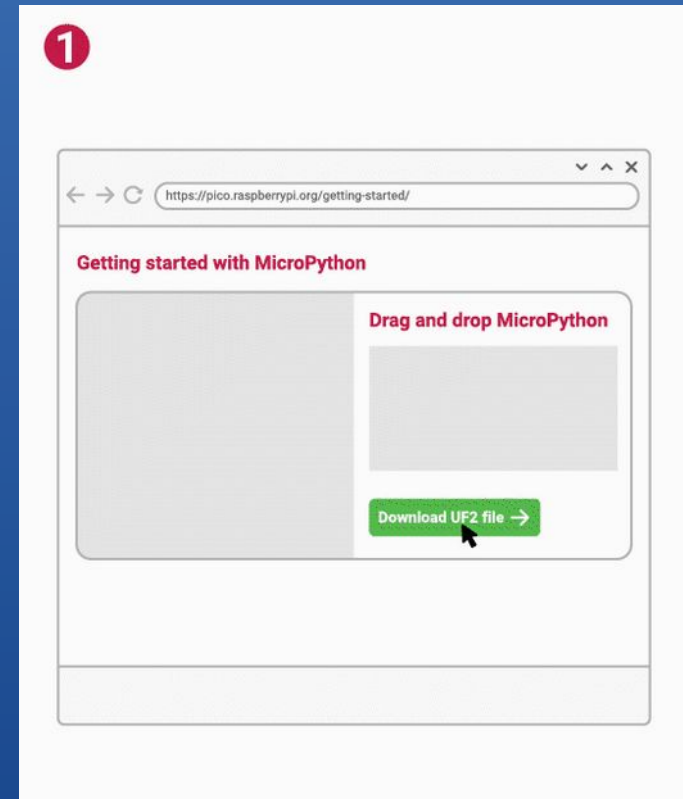 1
https://pico.raspberrypi.org/getting-started/
Getting started with MicroPython
Drag and drop MicroPython
Download UF2 file →